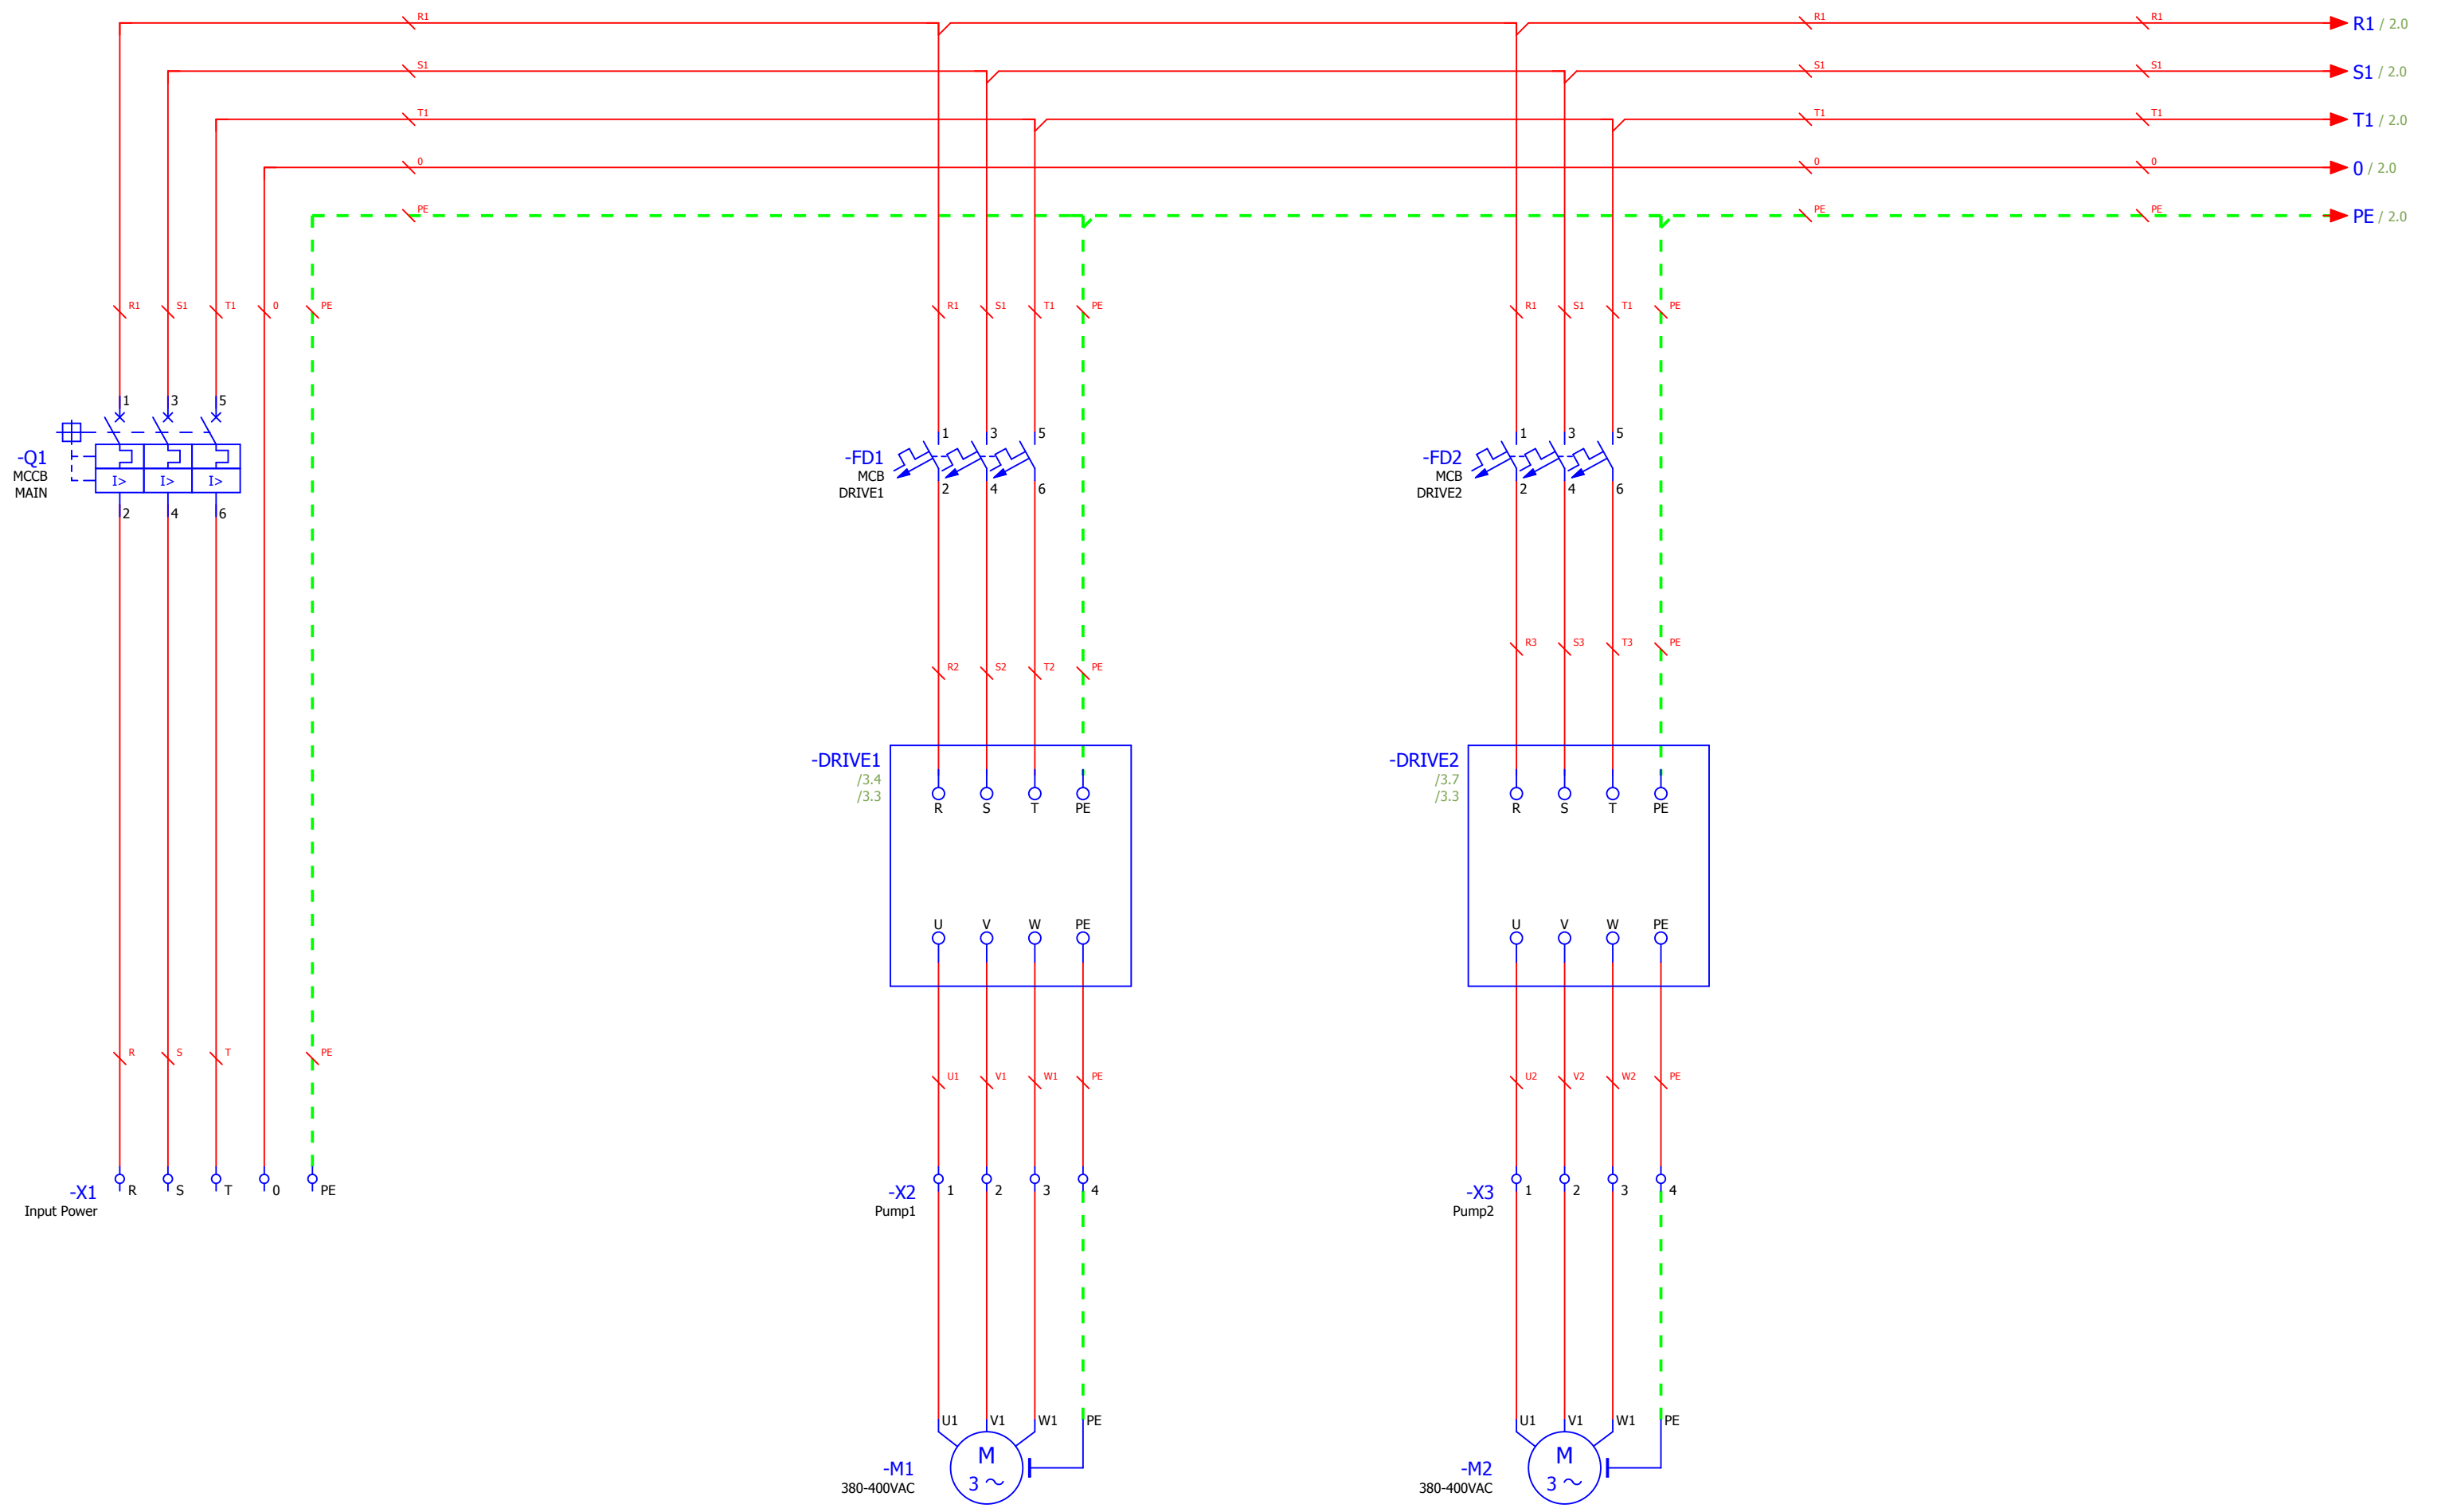 R1 R1 R1 R1 / 2.0
S1 S1 S1 S1 / 2.0
T1 T1 T1 T1 / 2.0
0 0 0 0 / 2.0
PE PE PE PE / 2.0
R1 S1 T1 0 PE R1 S1 T1 PE R1 S1 T1 PE
1 3 5
-Q1
MCCB
MAIN
I> I> I>
2 4 6
1 3 5
-FD1
MCB
DRIVE1
2 4 6
1 3 5
-FD2
MCB
DRIVE2
2 4 6
R3 S3 T3 PE
R2 S2 T2 PE
-DRIVE1
/3.4
/3.3
R S T PE
U V W PE
-DRIVE2
/3.7
/3.3
R S T PE
U V W PE
R S T PE
U1 V1 W1 PE
U2 V2 W2 PE
-X1
Input Power
R S T 0 PE
-X2
Pump1
1 2 3 4
-X3
Pump2
1 2 3 4
U1 V1 W1 PE
M
3 ~
-M1
380-400VAC
U1 V1 W1 PE
M
3 ~
-M2
380-400VAC